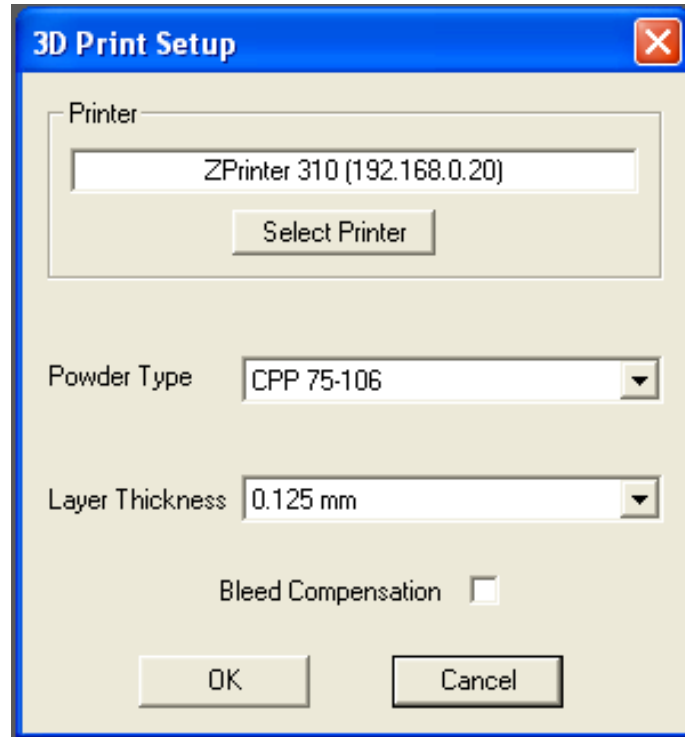 3D Print Setup
Printer
ZPrinter 310 (192.168.0.20)
Select Printer
Powder Type CPP 75-106
Layer Thickness 0.125 mm
Bleed Compensation
OK Cancel